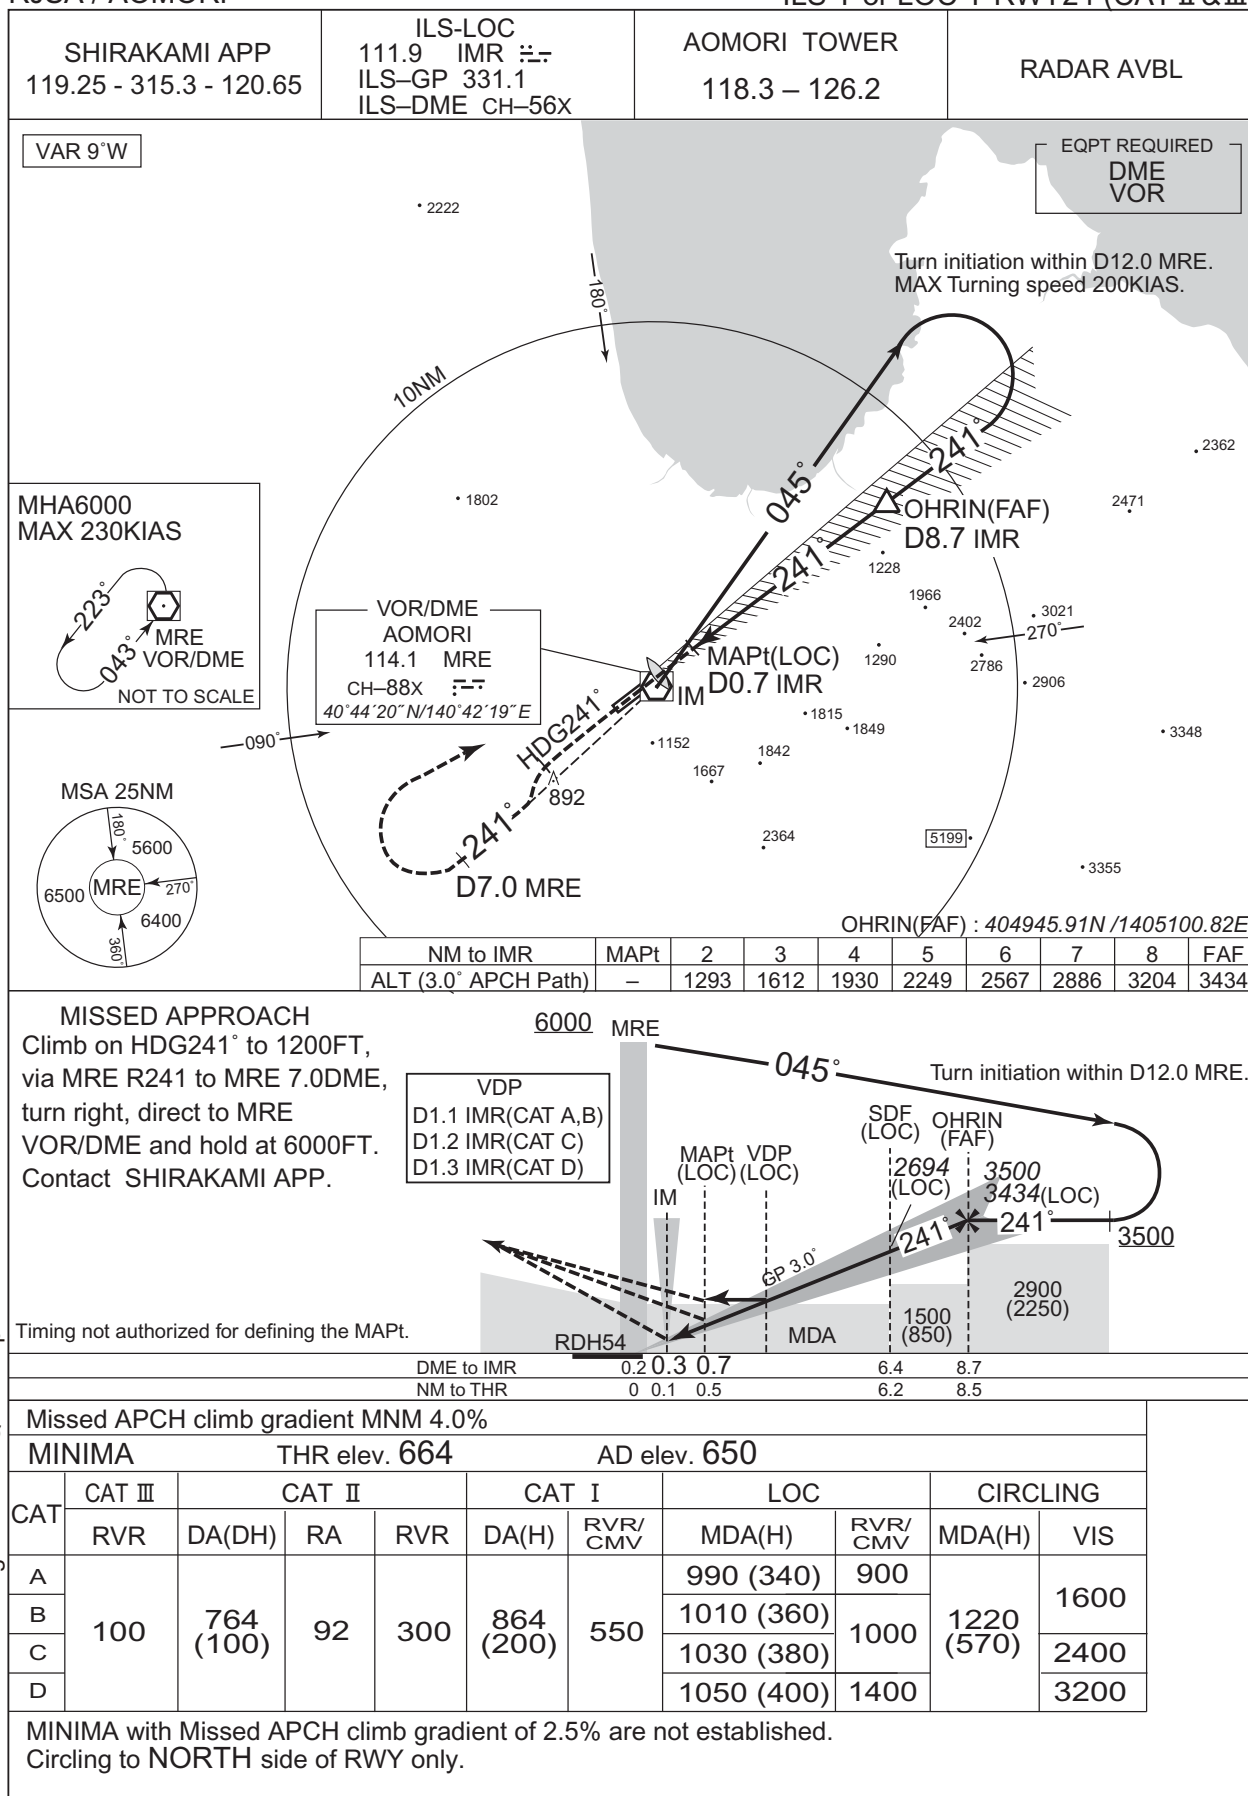 RJSA / AOMORI
ILS Y or LOC Y RWY24 (CAT Ⅱ & Ⅲ
SHIRAKAMI APP
119.25 - 315.3 - 120.65
ILS-LOC
111.9 IMR
ILS–GP 331.1
ILS–DME CH–56X
AOMORI TOWER
118.3 – 126.2
RADAR AVBL
VAR 9˚W
EQPT REQUIRED
DME
VOR
2222
Turn initiation within D12.0 MRE.
MAX Turning speed 200KIAS.
180˚
10NM
2362
241˚
MHA6000
MAX 230KIAS
1802
045˚
2471
OHRIN(FAF)
D8.7 IMR
241˚
1228
223˚
043˚
MRE
VOR/DME
NOT TO SCALE
VOR/DME
AOMORI
114.1 MRE
CH–88X
40˚44´20˝N/140˚42´19˝E
1966
3021
2402
270˚
MAPt(LOC)
D0.7 IMR
1290
2786
IM
2906
HDG241˚
1815
1849
3348
090˚
1152
1842
1667
892
MSA 25NM
180˚
5600
MRE
270˚
6500
6400
360˚
241˚
2364
5199
3355
D7.0 MRE
OHRIN(FAF) : 404945.91N /1405100.82E
NM to IMR MAPt 2 3 4 5 6 7 8 FAF
ALT (3.0˚ APCH Path) – 1293 1612 1930 2249 2567 2886 3204 3434
MISSED APPROACH
Climb on HDG241˚ to 1200FT,
via MRE R241 to MRE 7.0DME,
turn right, direct to MRE
VOR/DME and hold at 6000FT.
Contact SHIRAKAMI APP.
6000 MRE
045˚
Turn initiation within D12.0 MRE.
VDP
D1.1 IMR(CAT A,B)
D1.2 IMR(CAT C)
D1.3 IMR(CAT D)
SDF
(LOC)
OHRIN
(FAF)
MAPt
(LOC)
VDP
(LOC)
2694
(LOC)
3500
3434(LOC)
IM
241˚
241˚
3500
GP 3.0˚
2900
(2250)
1500
(850)
MDA
RDH54
Timing not authorized for defining the MAPt.
DME to IMR 0.2 0.3 0.7 6.4 8.7
NM to THR 0 0.1 0.5 6.2 8.5
Missed APCH climb gradient MNM 4.0%
MINIMA THR elev. 664 AD elev. 650
CAT CAT Ⅲ CAT Ⅱ CAT Ⅰ LOC CIRCLING
RVR DA(DH) RA RVR DA(H) RVR/CMV MDA(H) RVR/CMV MDA(H) VIS
A 100 764 (100) 92 300 864 (200) 550 990 (340) 900 1220 (570) 1600
B 1010 (360) 1000
C 1030 (380) 2400
D 1050 (400) 1400 3200
MINIMA with Missed APCH climb gradient of 2.5% are not established.
Circling to NORTH side of RWY only.